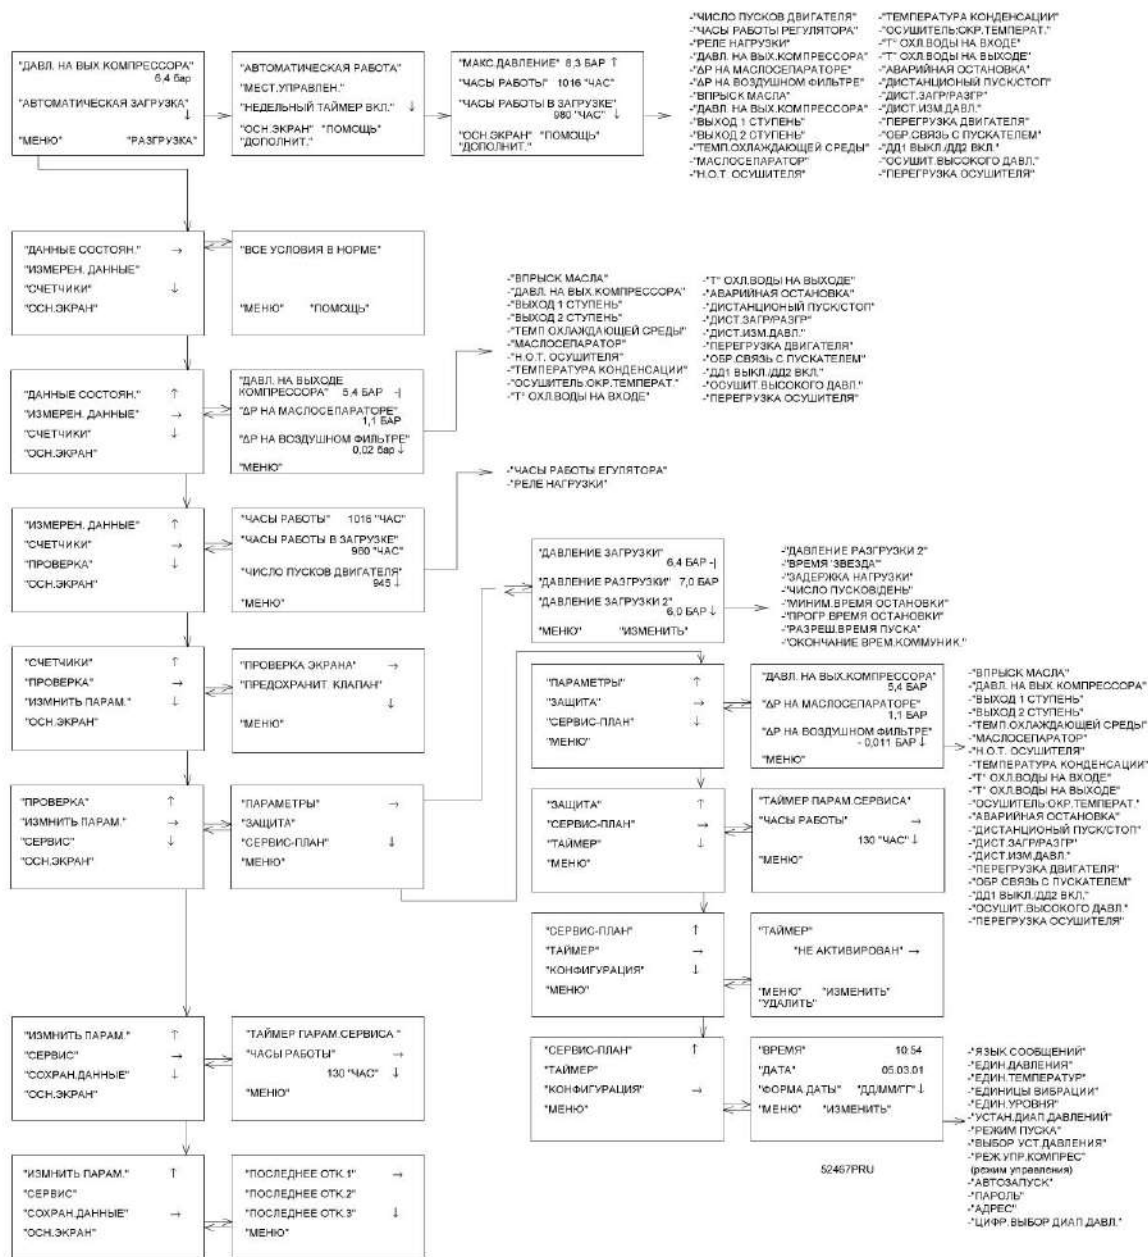 "ДАВЛ. НА ВЫХ КОМПРЕССОРА"
6,4 бар
"АВТОМАТИЧЕСКАЯ ЗАГРУЗКА"
↓
"МЕНЮ" "РАЗГРУЗКА"
"АВТОМАТИЧЕСКАЯ РАБОТА"
"МЕСТ.УПРАВЛЕН."
"НЕДЕЛЬНЫЙ ТАЙМЕР ВКЛ." ↓
"ОСН.ЭКРАН" "ПОМОЩЬ"
"ДОПОЛНИТ."
"МАКС.ДАВЛЕНИЕ" 8,3 БАР ↑
"ЧАСЫ РАБОТЫ" 1016 "ЧАС"
"ЧАСЫ РАБОТЫ В ЗАГРУЗКЕ"
980 "ЧАС" ↓
"ОСН.ЭКРАН" "ПОМОЩЬ"
"ДОПОЛНИТ."
-"ЧИСЛО ПУСКОВ ДВИГАТЕЛЯ"
-"ЧАСЫ РАБОТЫ РЕГУЛЯТОРА"
-"РЕЛЕ НАГРУЗКИ"
-"ДАВЛ. НА ВЫХ.КОМПРЕССОРА"
-"ΔP НА МАСЛОСЕПАРАТОРЕ"
-"ΔP НА ВОЗДУШНОМ ФИЛЬТРЕ"
-"ВПРЫСК МАСЛА"
-"ДАВЛ. НА ВЫХ.КОМПРЕССОРА"
-"ВЫХОД 1 СТУПЕНЬ"
-"ВЫХОД 2 СТУПЕНЬ"
-"ТЕМП.ОХЛАЖДАЮЩЕЙ СРЕДЫ"
-"МАСЛОСЕПАРАТОР"
-"Н.О.Т. ОСУШИТЕЛЯ"
-"ТЕМПЕРАТУРА КОНДЕНСАЦИИ"
-"ОСУШИТЕЛЬ:ОКР.ТЕМПЕРАТ."
-"Т° ОХЛ.ВОДЫ НА ВХОДЕ"
-"Т° ОХЛ.ВОДЫ НА ВЫХОДЕ"
-"АВАРИЙНАЯ ОСТАНОВКА"
-"ДИСТАНЦИОНЫЙ ПУСК/СТОП"
-"ДИСТ.ЗАГР/РАЗГР"
-"ДИСТ.ИЗМ.ДАВЛ."
-"ПЕРЕГРУЗКА ДВИГАТЕЛЯ"
-"ОБР.СВЯЗЬ С ПУСКАТЕЛЕМ"
-"ДД1 ВЫКЛ./ДД2 ВКЛ."
-"ОСУШИТ.ВЫСОКОГО ДАВЛ."
-"ПЕРЕГРУЗКА ОСУШИТЕЛЯ"
"ДАННЫЕ СОСТОЯН." →
"ИЗМЕРЕН. ДАННЫЕ"
"СЧЕТЧИКИ" ↓
"ОСН.ЭКРАН"
"ВСЕ УСЛОВИЯ В НОРМЕ"
"МЕНЮ" "ПОМОЩЬ"
"ДАННЫЕ СОСТОЯН." ↑
"ИЗМЕРЕН. ДАННЫЕ" →
"СЧЕТЧИКИ" ↓
"ОСН.ЭКРАН"
"ДАВЛ. НА ВЫХОДЕ
КОМПРЕССОРА" 5,4 БАР -|
"ΔP НА МАСЛОСЕПАРАТОРЕ"
1,1 БАР
"ΔP НА ВОЗДУШНОМ ФИЛЬТРЕ"
0,02 бар ↓
"МЕНЮ"
-"ВПРЫСК МАСЛА"
-"ДАВЛ. НА ВЫХ.КОМПРЕССОРА"
-"ВЫХОД 1 СТУПЕНЬ"
-"ВЫХОД 2 СТУПЕНЬ"
-"ТЕМП.ОХЛАЖДАЮЩЕЙ СРЕДЫ"
-"МАСЛОСЕПАРАТОР"
-"Н.О.Т. ОСУШИТЕЛЯ"
-"ТЕМПЕРАТУРА КОНДЕНСАЦИИ"
-"ОСУШИТЕЛЬ:ОКР.ТЕМПЕРАТ."
-"Т° ОХЛ.ВОДЫ НА ВХОДЕ"
-"Т° ОХЛ.ВОДЫ НА ВЫХОДЕ"
-"АВАРИЙНАЯ ОСТАНОВКА"
-"ДИСТАНЦИОНЫЙ ПУСК/СТОП"
-"ДИСТ.ЗАГР/РАЗГР"
-"ДИСТ.ИЗМ.ДАВЛ."
-"ПЕРЕГРУЗКА ДВИГАТЕЛЯ"
-"ОБР.СВЯЗЬ С ПУСКАТЕЛЕМ"
-"ДД1 ВЫКЛ./ДД2 ВКЛ."
-"ОСУШИТ.ВЫСОКОГО ДАВЛ."
-"ПЕРЕГРУЗКА ОСУШИТЕЛЯ"
"ИЗМЕРЕН. ДАННЫЕ" ↑
"СЧЕТЧИКИ" →
"ПРОВЕРКА" ↓
"ОСН.ЭКРАН"
"ЧАСЫ РАБОТЫ" 1016 "ЧАС"
"ЧАСЫ РАБОТЫ В ЗАГРУЗКЕ"
980 "ЧАС"
"ЧИСЛО ПУСКОВ ДВИГАТЕЛЯ"
945 ↓
"МЕНЮ"
-"ЧАСЫ РАБОТЫ ЕГУЛЯТОРА"
-"РЕЛЕ НАГРУЗКИ"
"ДАВЛЕНИЕ ЗАГРУЗКИ"
6,4 БАР -|
"ДАВЛЕНИЕ РАЗГРУЗКИ" 7,0 БАР
"ДАВЛЕНИЕ ЗАГРУЗКИ 2"
6,0 БАР ↓
"МЕНЮ" "ИЗМЕНИТЬ"
-"ДАВЛЕНИЕ РАЗГРУЗКИ 2"
-"ВРЕМЯ 'ЗВЕЗДА'"
-"ЗАДЕРЖКА НАГРУЗКИ"
-"ЧИСЛО ПУСКОВ/ДЕНЬ"
-"МИНИМ.ВРЕМЯ ОСТАНОВКИ"
-"ПРОГР.ВРЕМЯ ОСТАНОВКИ"
-"РАЗРЕШ.ВРЕМЯ ПУСКА"
-"ОКОНЧАНИЕ ВРЕМ.КОММУНИК."
"СЧЕТЧИКИ" ↑
"ПРОВЕРКА" →
"ИЗМНИТЬ ПАРАМ." ↓
"ОСН.ЭКРАН"
"ПРОВЕРКА ЭКРАНА" →
"ПРЕДОХРАНИТ. КЛАПАН"
↓
"МЕНЮ"
"ПАРАМЕТРЫ" ↑
"ЗАЩИТА" →
"СЕРВИС-ПЛАН" ↓
"МЕНЮ"
"ДАВЛ. НА ВЫХ.КОМПРЕССОРА"
5,4 БАР
"ΔP НА МАСЛОСЕПАРАТОРЕ"
1,1 БАР
"ΔP НА ВОЗДУШНОМ ФИЛЬТРЕ"
- 0,011 БАР ↓
"МЕНЮ"
-"ВПРЫСК МАСЛА"
-"ДАВЛ. НА ВЫХ КОМПРЕССОРА"
-"ВЫХОД 1 СТУПЕНЬ"
-"ВЫХОД 2 СТУПЕНЬ"
-"ТЕМП.ОХЛАЖДАЮЩЕЙ СРЕДЫ"
-"МАСЛОСЕПАРАТОР"
-"Н.О.Т. ОСУШИТЕЛЯ"
-"ТЕМПЕРАТУРА КОНДЕНСАЦИИ"
-"Т° ОХЛ.ВОДЫ НА ВХОДЕ"
-"Т° ОХЛ.ВОДЫ НА ВЫХОДЕ"
-"ОСУШИТЕЛЬ:ОКР.ТЕМПЕРАТ."
-"АВАРИЙНАЯ ОСТАНОВКА"
-"ДИСТАНЦИОНЫЙ ПУСК/СТОП"
-"ДИСТ.ЗАГР/РАЗГР"
-"ДИСТ.ИЗМ.ДАВЛ."
-"ПЕРЕГРУЗКА ДВИГАТЕЛЯ"
-"ОБР.СВЯЗЬ С ПУСКАТЕЛЕМ"
-"ДД1 ВЫКЛ./ДД2 ВКЛ."
-"ОСУШИТ.ВЫСОКОГО ДАВЛ."
-"ПЕРЕГРУЗКА ОСУШИТЕЛЯ"
"ПРОВЕРКА" ↑
"ИЗМНИТЬ ПАРАМ." →
"СЕРВИС" ↓
"ОСН.ЭКРАН"
"ПАРАМЕТРЫ" →
"ЗАЩИТА"
"СЕРВИС-ПЛАН" ↓
"МЕНЮ"
"ЗАЩИТА" ↑
"СЕРВИС-ПЛАН" →
"ТАЙМЕР" ↓
"МЕНЮ"
"ТАЙМЕР ПАРАМ.СЕРВИСА"
"ЧАСЫ РАБОТЫ" →
130 "ЧАС" ↓
"МЕНЮ"
"СЕРВИС-ПЛАН" ↑
"ТАЙМЕР" →
"КОНФИГУРАЦИЯ" ↓
"МЕНЮ"
"ТАЙМЕР"
"НЕ АКТИВИРОВАН" →
"МЕНЮ" "ИЗМЕНИТЬ"
"УДАЛИТЬ"
"ИЗМНИТЬ ПАРАМ." ↑
"СЕРВИС" →
"СОХРАН.ДАННЫЕ" ↓
"ОСН.ЭКРАН"
"ТАЙМЕР ПАРАМ.СЕРВИСА "
"ЧАСЫ РАБОТЫ" →
130 "ЧАС" ↓
"МЕНЮ"
"СЕРВИС-ПЛАН" ↑
"ТАЙМЕР"
"КОНФИГУРАЦИЯ" →
"МЕНЮ"
"ВРЕМЯ" 10:54
"ДАТА" 05.03.01
"ФОРМА ДАТЫ" "ДД/ММ/ГГ" ↓
"МЕНЮ" "ИЗМЕНИТЬ"
-"ЯЗЫК СООБЩЕНИЙ"
-"ЕДИН.ДАВЛЕНИЯ"
-"ЕДИН.ТЕМПЕРАТУР"
-"ЕДИНИЦЫ ВИБРАЦИИ"
-"ЕДИН.УРОВНЯ"
-"УСТАН.ДИАП.ДАВЛЕНИЙ"
-"РЕЖИМ ПУСКА"
-"ВЫБОР УСТ.ДАВЛЕНИЯ"
-"РЕЖ.УПР.КОМПРЕС"
(режим управления)
-"АВТОЗАПУСК"
-"ПАРОЛЬ"
-"АДРЕС"
-"ЦИФР.ВЫБОР ДИАП.ДАВЛ."
52467PRU
"ИЗМНИТЬ ПАРАМ." ↑
"СЕРВИС"
"СОХРАН.ДАННЫЕ" →
"ОСН.ЭКРАН"
"ПОСЛЕДНЕЕ ОТК.1" →
"ПОСЛЕДНЕЕ ОТК.2"
"ПОСЛЕДНЕЕ ОТК.3" ↓
"МЕНЮ"